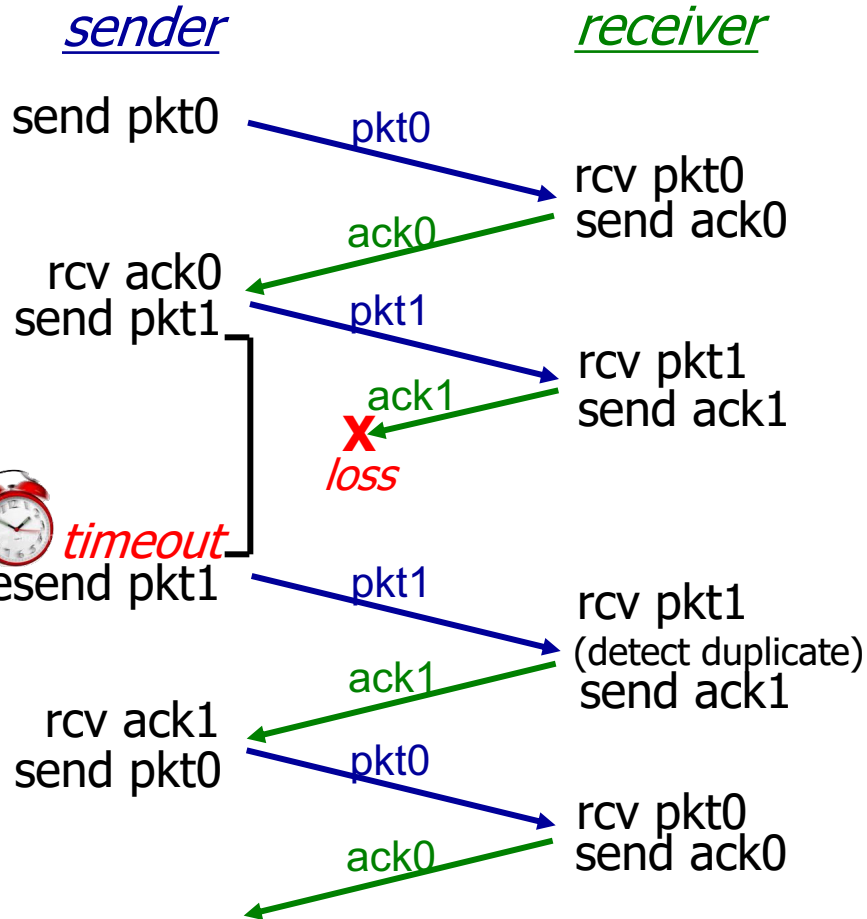 sender
receiver
send pkt0
pkt0
rcv pkt0
send ack0
ack0
rcv ack0
send pkt1
pkt1
rcv pkt1
send ack1
ack1
X
loss
timeout
esend pkt1
pkt1
rcv pkt1
(detect duplicate)
send ack1
ack1
rcv ack1
send pkt0
pkt0
rcv pkt0
send ack0
ack0